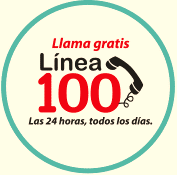 Llama gratis
Línea
100
Las 24 horas, todos los días.